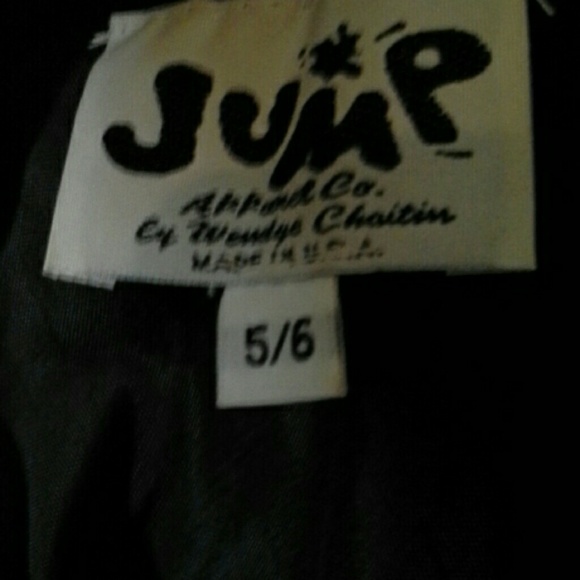 JUMP
Apparel Co.
By Wendye Chaitin
MADE IN U.S.A.
5/6